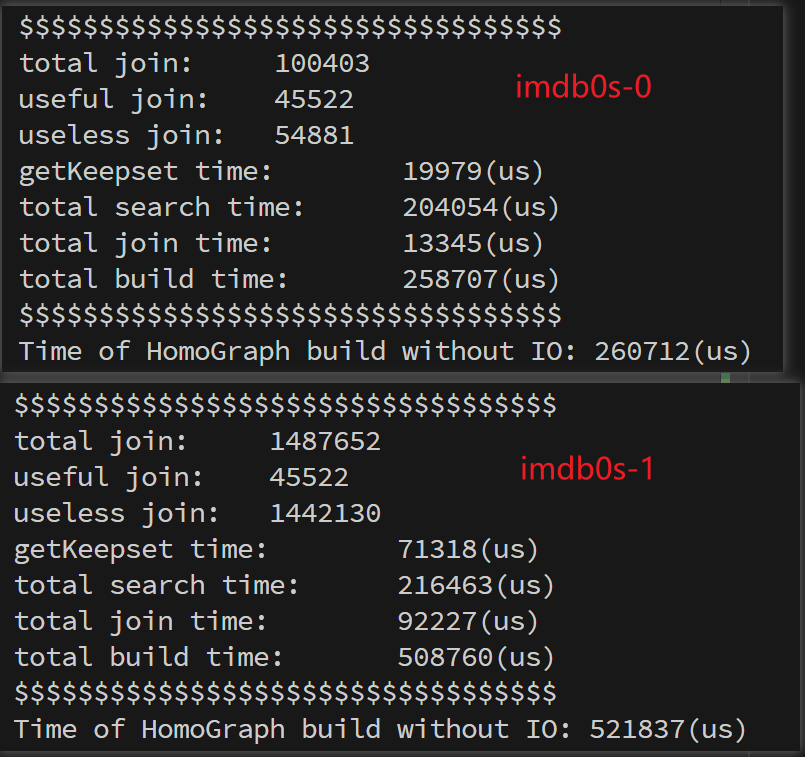 $$$$$$$$$$$$$$$$$$$$$$$$$$$$$$$$$$
total join: 100403
imdb0s-0
useful join: 45522
useless join: 54881
getKeepset time: 19979(us)
total search time: 204054(us)
total join time: 13345(us)
total build time: 258707(us)
$$$$$$$$$$$$$$$$$$$$$$$$$$$$$$$$$$
Time of HomoGraph build without IO: 260712(us)
$$$$$$$$$$$$$$$$$$$$$$$$$$$$$$$$$$
total join: 1487652
imdb0s-1
useful join: 45522
useless join: 1442130
getKeepset time: 71318(us)
total search time: 216463(us)
total join time: 92227(us)
total build time: 508760(us)
$$$$$$$$$$$$$$$$$$$$$$$$$$$$$$$$$$
Time of HomoGraph build without IO: 521837(us)